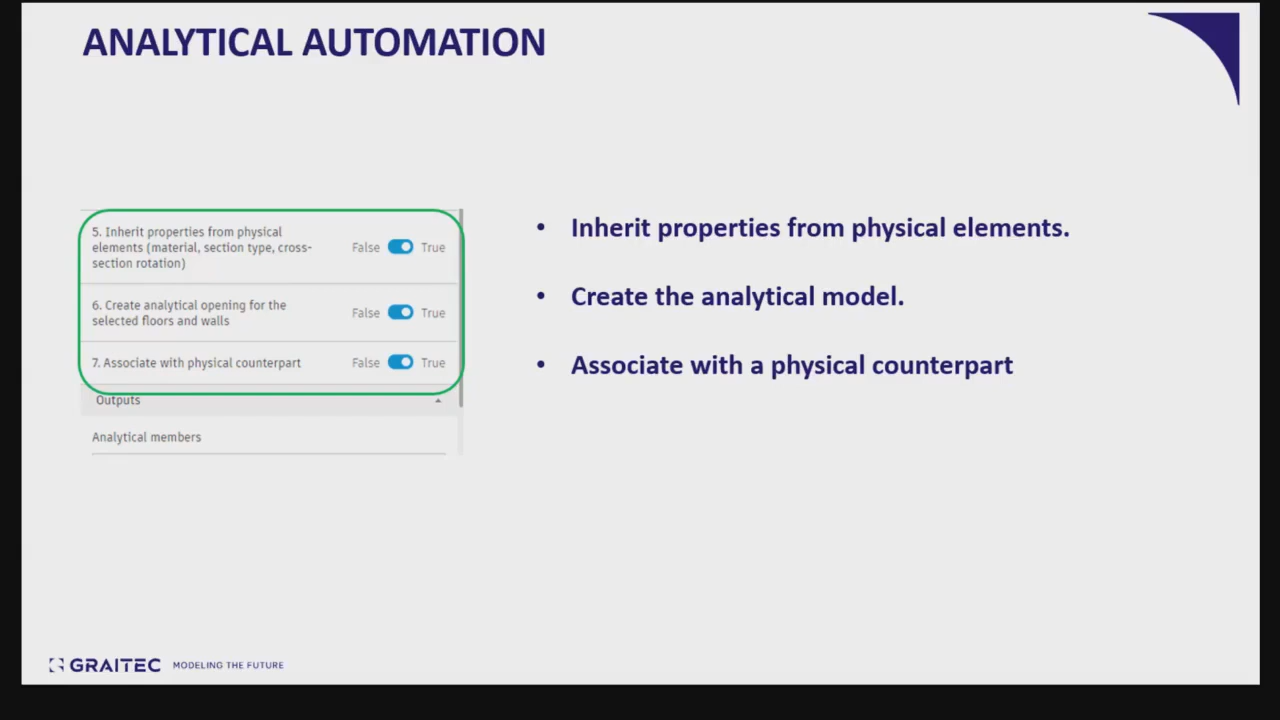 ANALYTICAL AUTOMATION
5. Inherit properties from physical
elements (material, section type, cross-
section rotation)
False True
6. Create analytical opening for the
selected floors and walls
False True
7. Associate with physical counterpart
False True
Outputs
Analytical members
• Inherit properties from physical elements.
• Create the analytical model.
• Associate with a physical counterpart
GRAITEC MODELING THE FUTURE